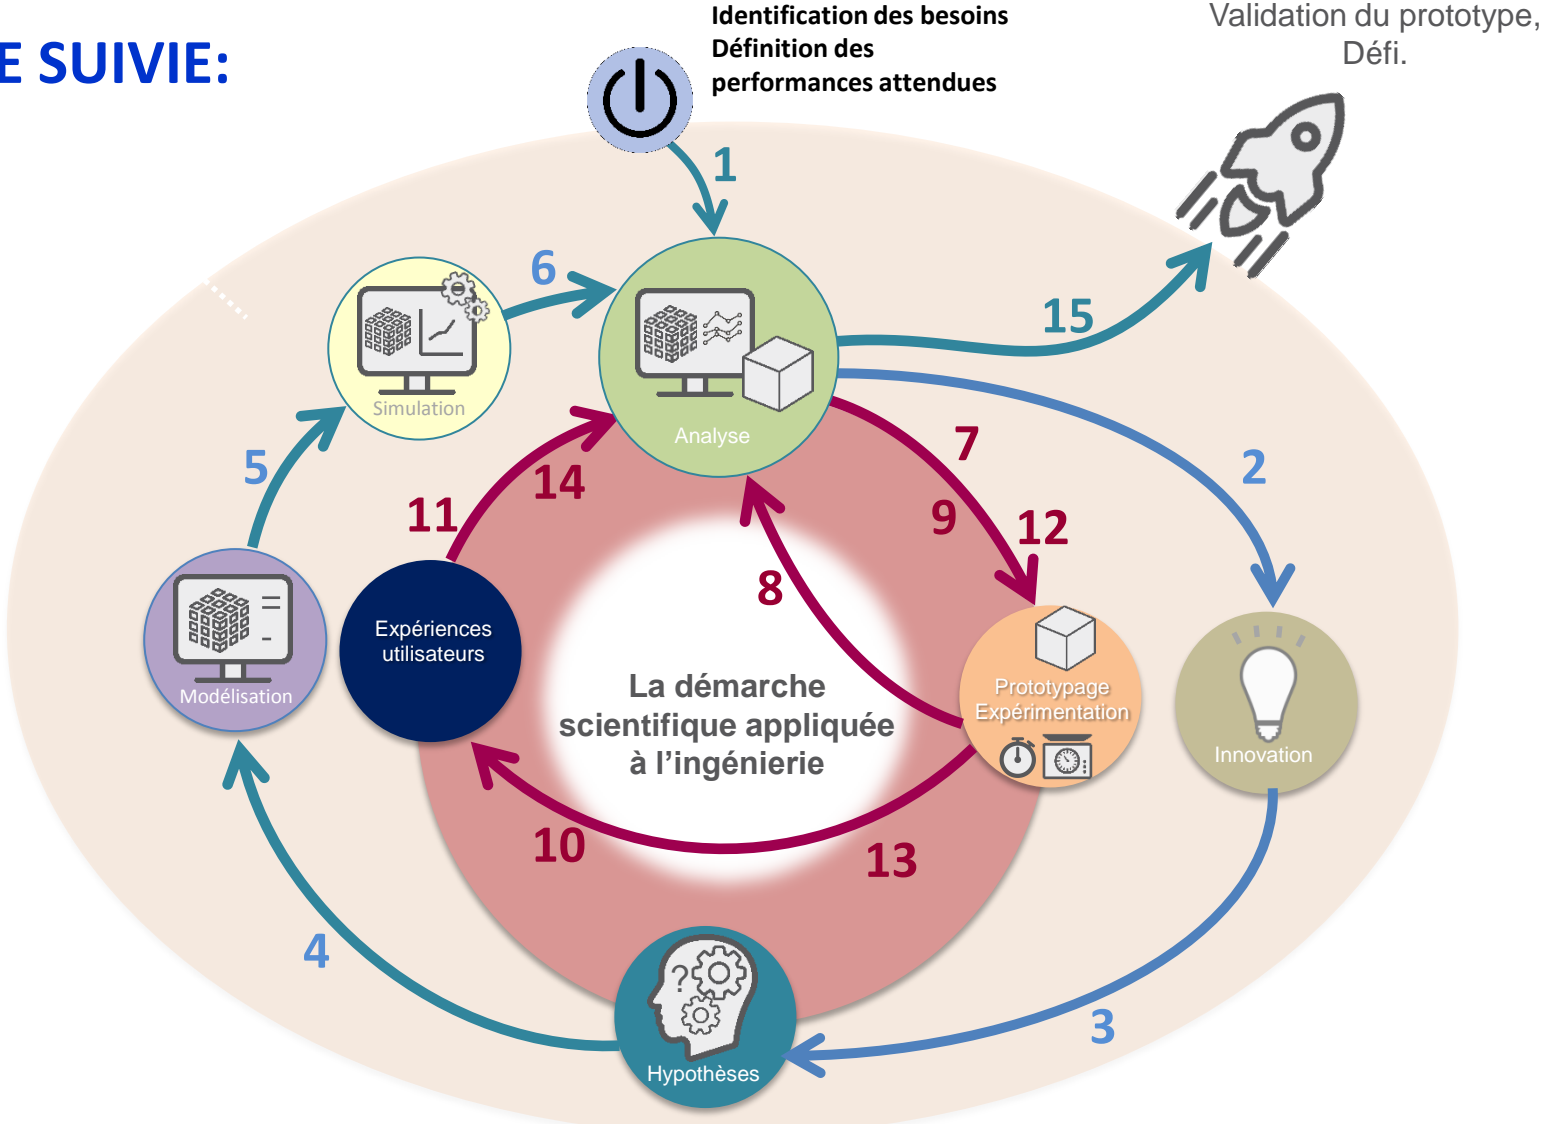 E SUIVIE:
Identification des besoins
Définition des
performances attendues
Validation du prototype,
Défi.
1
6
15
Simulation
Analyse
5
14
11
7
2
9
12
8
Expériences
utilisateurs
Modélisation
La démarche
scientifique appliquée
à l'ingénierie
Prototypage
Expérimentation
Innovation
10
13
4
3
?
Hypothèses